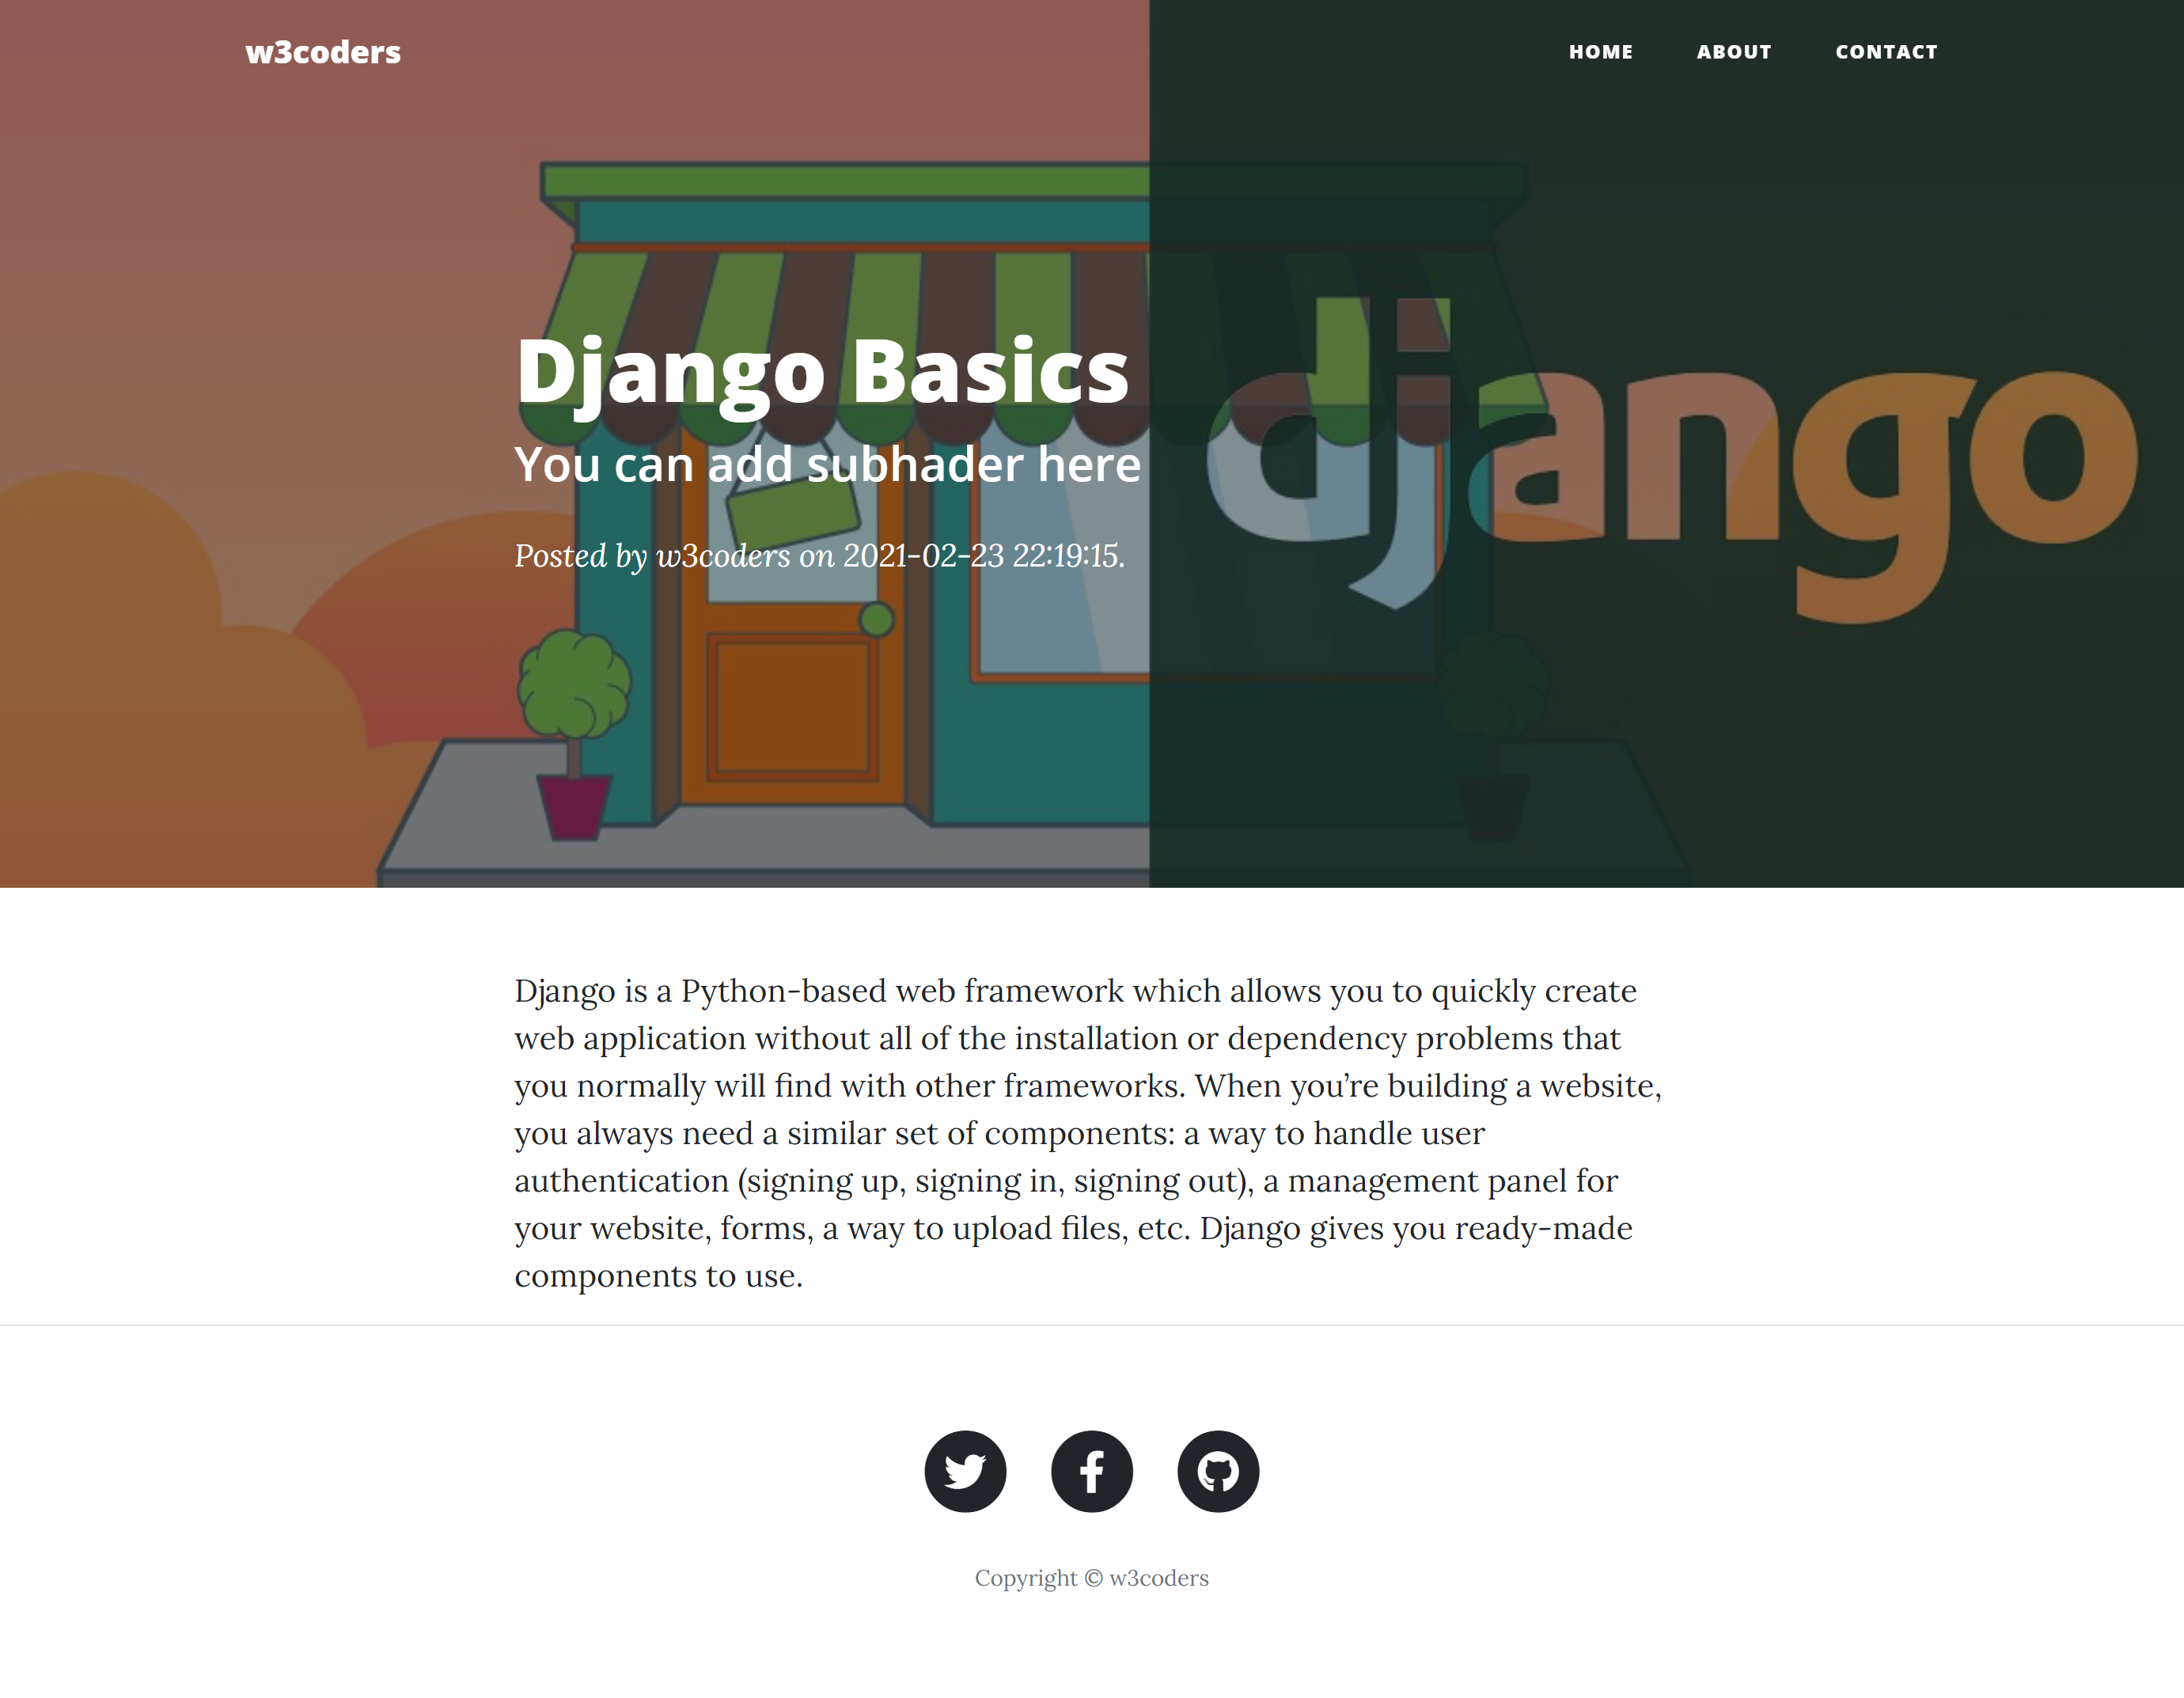 w3coders
HOME ABOUT CONTACT
django
Django Basics
You can add subhader here
Posted by w3coders on 2021-02-23 22:19:15.
Django is a Python-based web framework which allows you to quickly create
web application without all of the installation or dependency problems that
you normally will find with other frameworks. When you’re building a website,
you always need a similar set of components: a way to handle user
authentication (signing up, signing in, signing out), a management panel for
your website, forms, a way to upload files, etc. Django gives you ready-made
components to use.
Copyright © w3coders